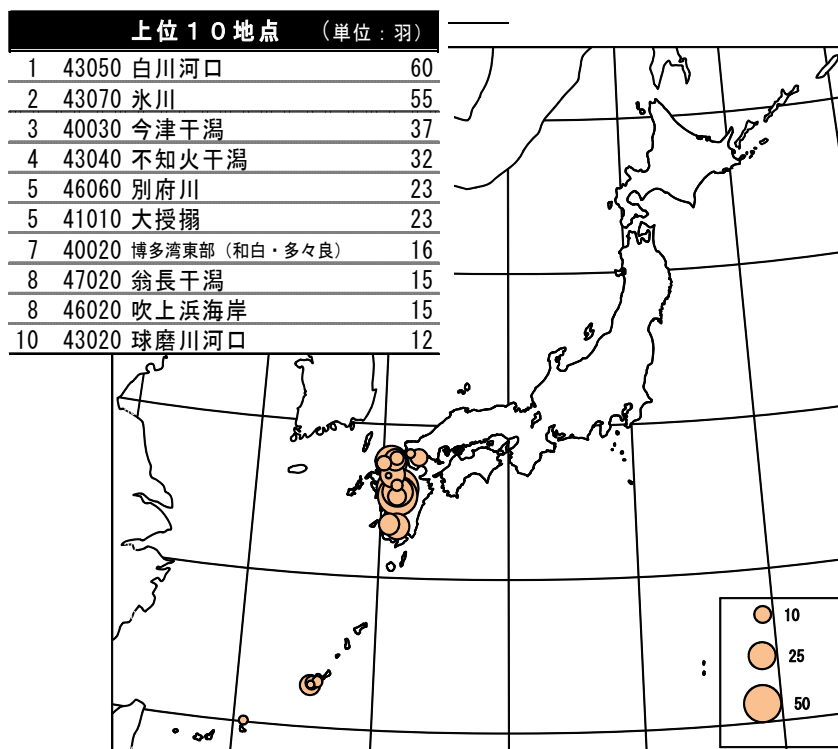 上位１０地点 （単位：羽）
1 43050 白川河口 60
2 43070 氷川 55
3 40030 今津干潟 37
4 43040 不知火干潟 32
5 46060 別府川 23
5 41010 大授搦 23
7 40020 博多湾東部（和白・多々良） 16
8 47020 翁長干潟 15
8 46020 吹上浜海岸 15
10 43020 球磨川河口 12
10
25
50